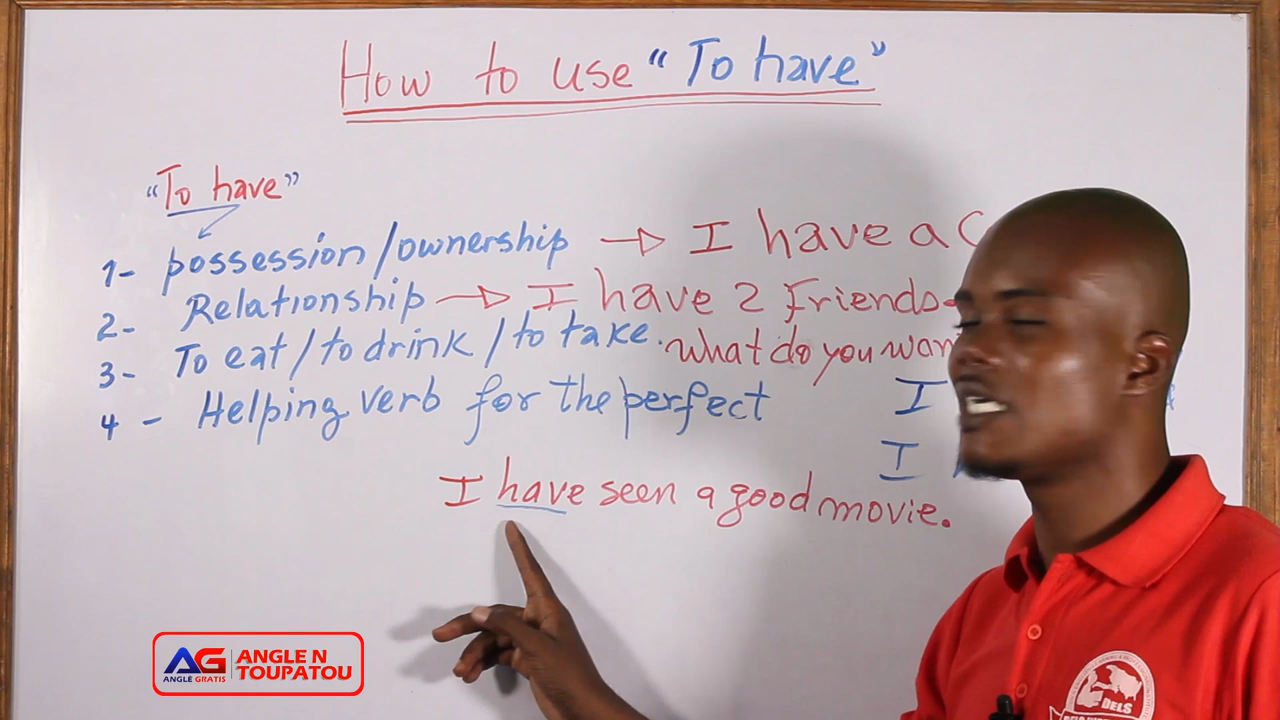 How to use “To have”
“To have”
1- possession/ownership → I have a
2- Relationship → I have 2 Friends
3- To eat/to drink/to take. what do you
4- Helping verb for the perfect
I
I
I have seen a good movie.
AG ANGLE N
ANGLE GRATIS TOUPATOU
DELS